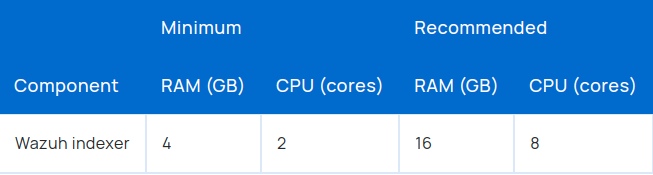 Minimum Recommended
Component RAM (GB) CPU (cores) RAM (GB) CPU (cores)
Wazuh indexer 4 2 16 8